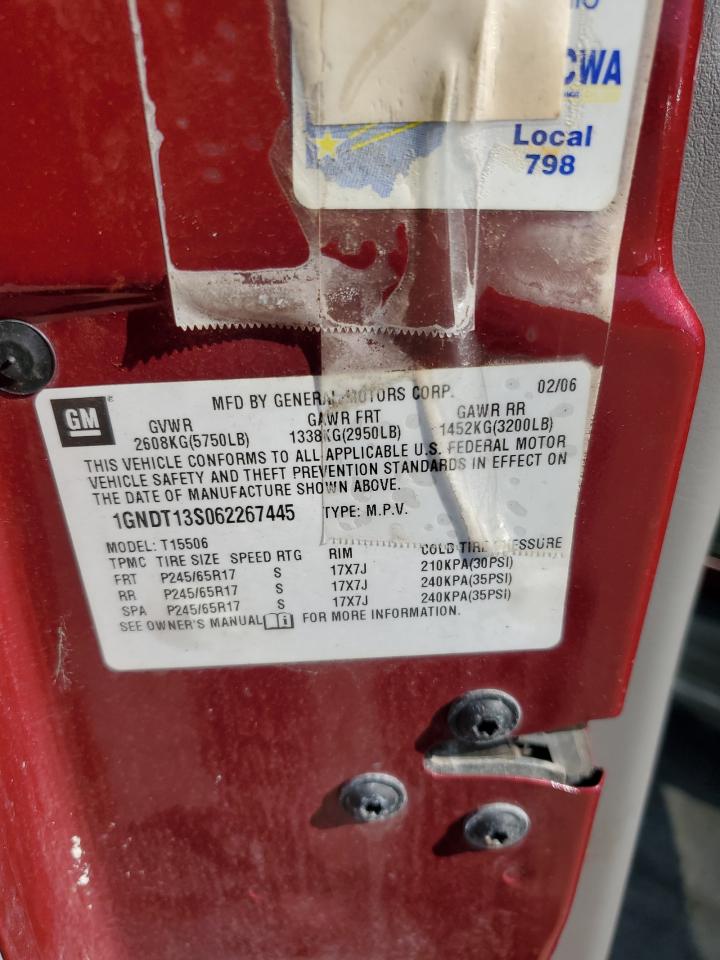 CWA
Local
798
GM
MFD BY GENERAL MOTORS CORP. 02/06
GVWR GAWR FRT GAWR RR
2608KG(5750LB) 1338KG(2950LB) 1452KG(3200LB)
THIS VEHICLE CONFORMS TO ALL APPLICABLE U.S. FEDERAL MOTOR
VEHICLE SAFETY AND THEFT PREVENTION STANDARDS IN EFFECT ON
THE DATE OF MANUFACTURE SHOWN ABOVE.
1GNDT13S062267445 TYPE: M.P.V.
MODEL: T15506
TPMC TIRE SIZE SPEED RTG RIM COLD TIRE PRESSURE
FRT P245/65R17 S 17X7J 210KPA(30PSI)
RR P245/65R17 S 17X7J 240KPA(35PSI)
SPA P245/65R17 S 17X7J 240KPA(35PSI)
SEE OWNER'S MANUAL FOR MORE INFORMATION.